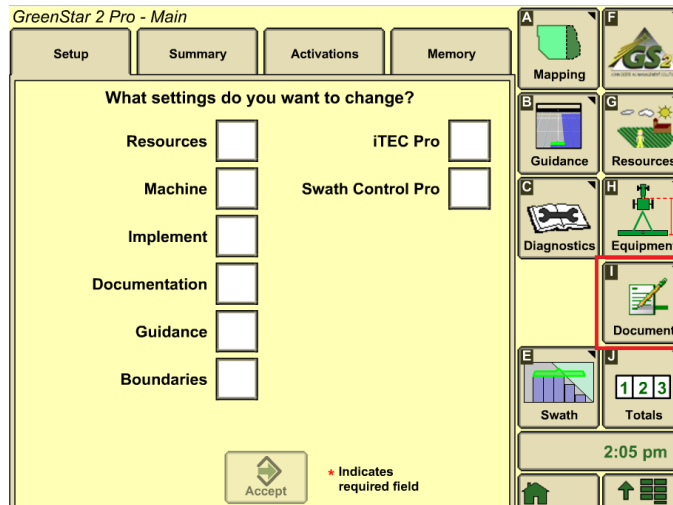 GreenStar 2 Pro - Main
Setup
Summary
Activations
Memory
What settings do you want to change?
Resources
iTEC Pro
Machine
Swath Control Pro
Implement
Documentation
Guidance
Boundaries
Accept
* Indicates
required field
A
Mapping
F
GS2
B
Guidance
G
Resources
C
Diagnostics
H
Equipment
I
Document
E
Swath
J
1 2 3
Totals
2:05 pm